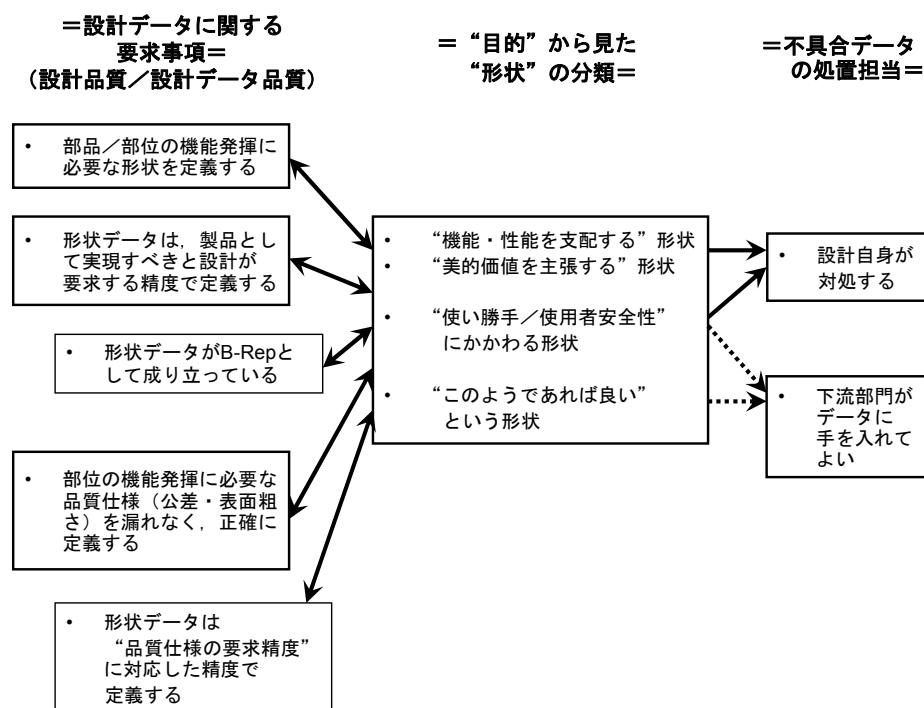 ＝設計データに関する
要求事項＝
（設計品質／設計データ品質）
＝“目的”から見た
“形状”の分類＝
＝不具合データ
の処置担当＝
• 部品／部位の機能発揮に
必要な形状を定義する
• 形状データは，製品とし
て実現すべきと設計が
要求する精度で定義する
• 形状データがB-Repと
して成り立っている
• 部位の機能発揮に必要な
品質仕様（公差・表面粗
さ）を漏れなく，正確に
定義する
• 形状データは
“品質仕様の要求精度”
に対応した精度で
定義する
• “機能・性能を支配する”形状
• “美的価値を主張する”形状
• “使い勝手／使用者安全性”
にかかわる形状
• “このようであれば良い”
という形状
• 設計自身が
対処する
• 下流部門が
データに
手を入れて
よい